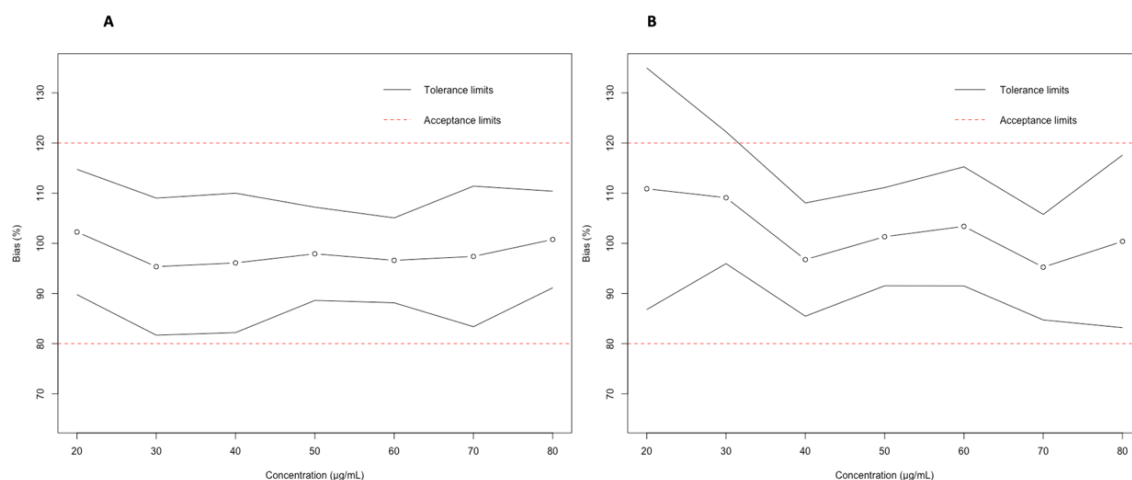 A
B
Tolerance limits
Acceptance limits
130
120
110
100
90
80
70
Bias (%)
20 30 40 50 60 70 80
Concentration (µg/mL)
Tolerance limits
Acceptance limits
130
120
110
100
90
80
70
Bias (%)
20 30 40 50 60 70 80
Concentration (µg/mL)